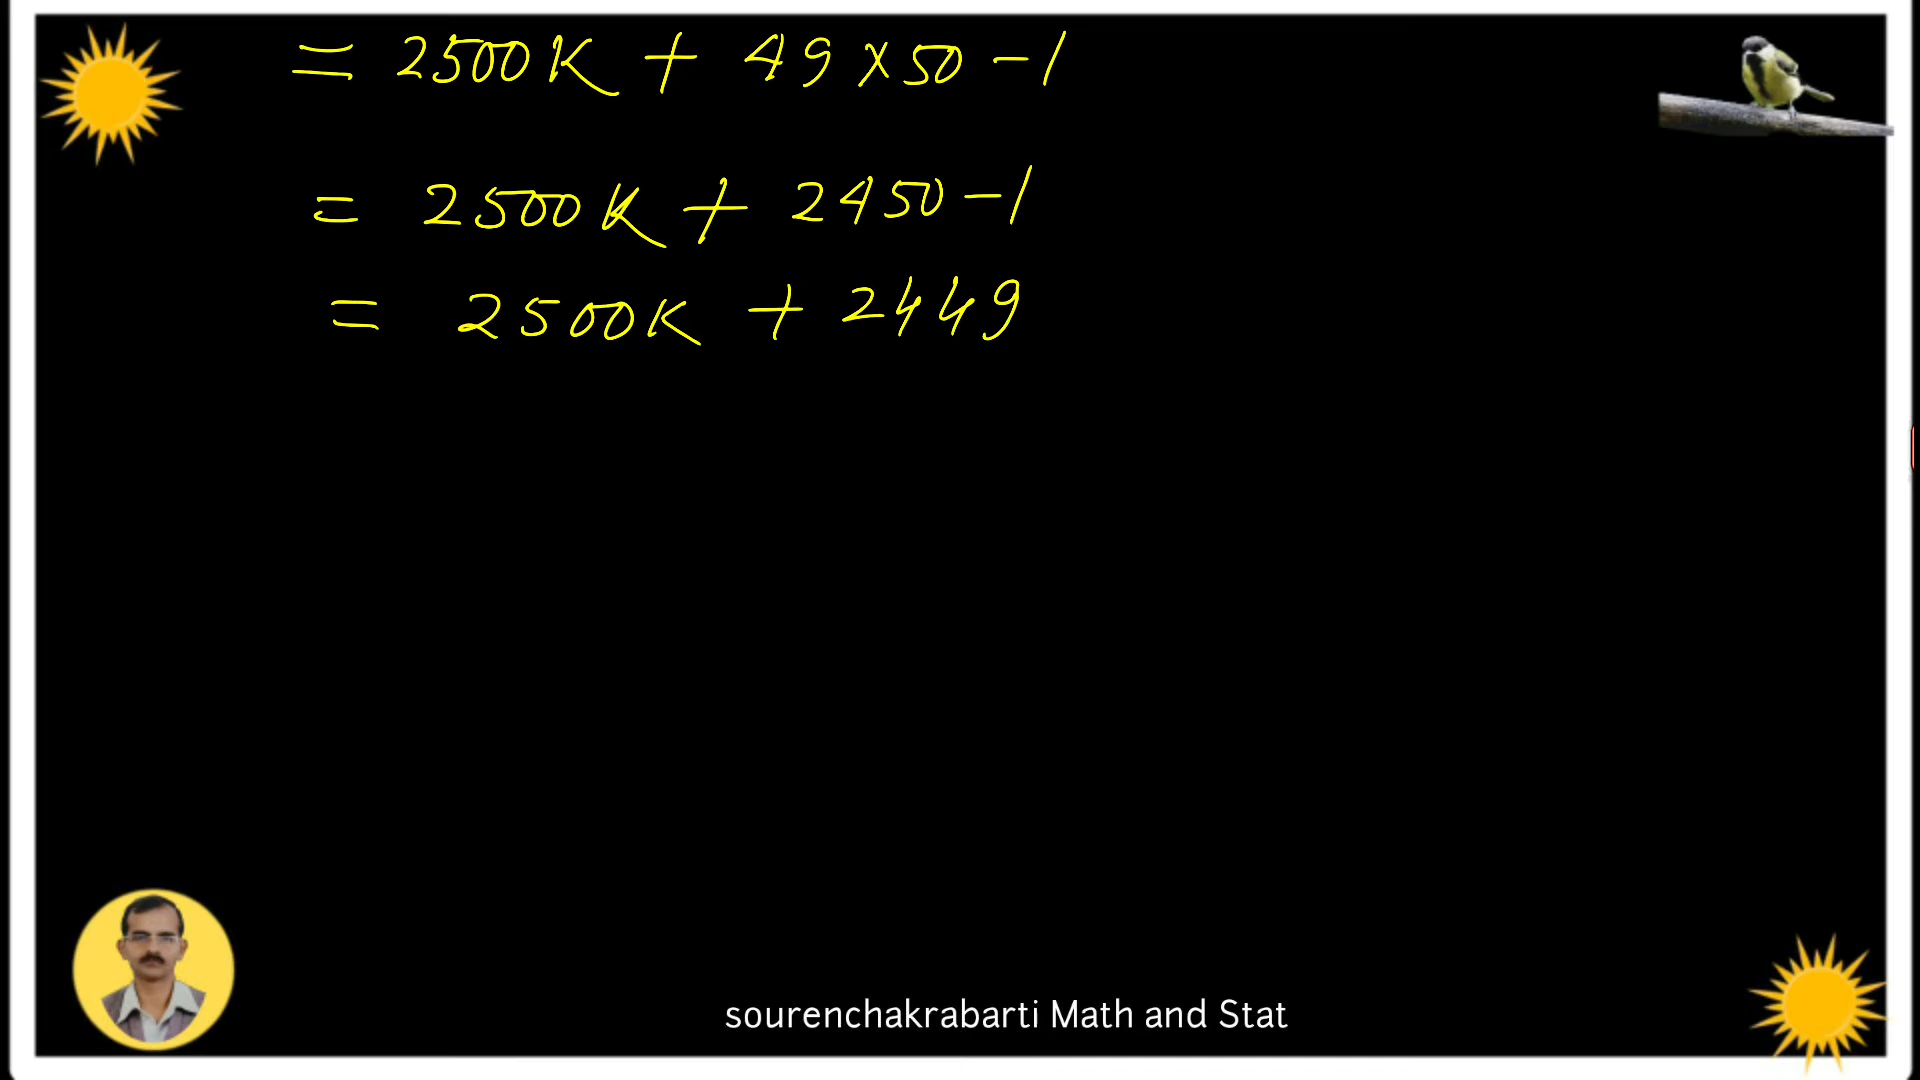 = 2500K + 49 x 50 - 1
= 2500K + 2450 - 1
= 2500K + 2449
sourenchakrabarti Math and Stat